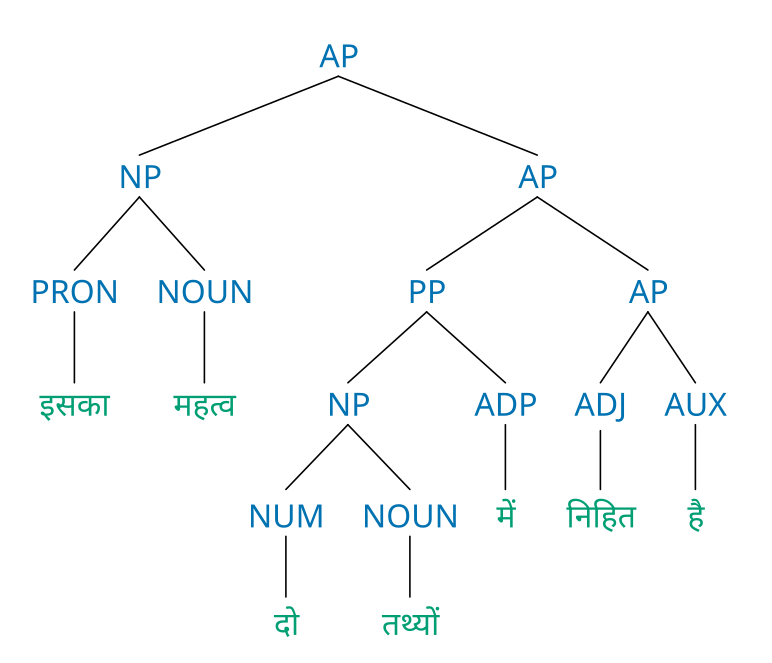 AP
NP AP
PRON NOUN PP AP
इसका महत्व NP ADP ADJ AUX
NUM NOUN में निहित है
दो तथ्यों